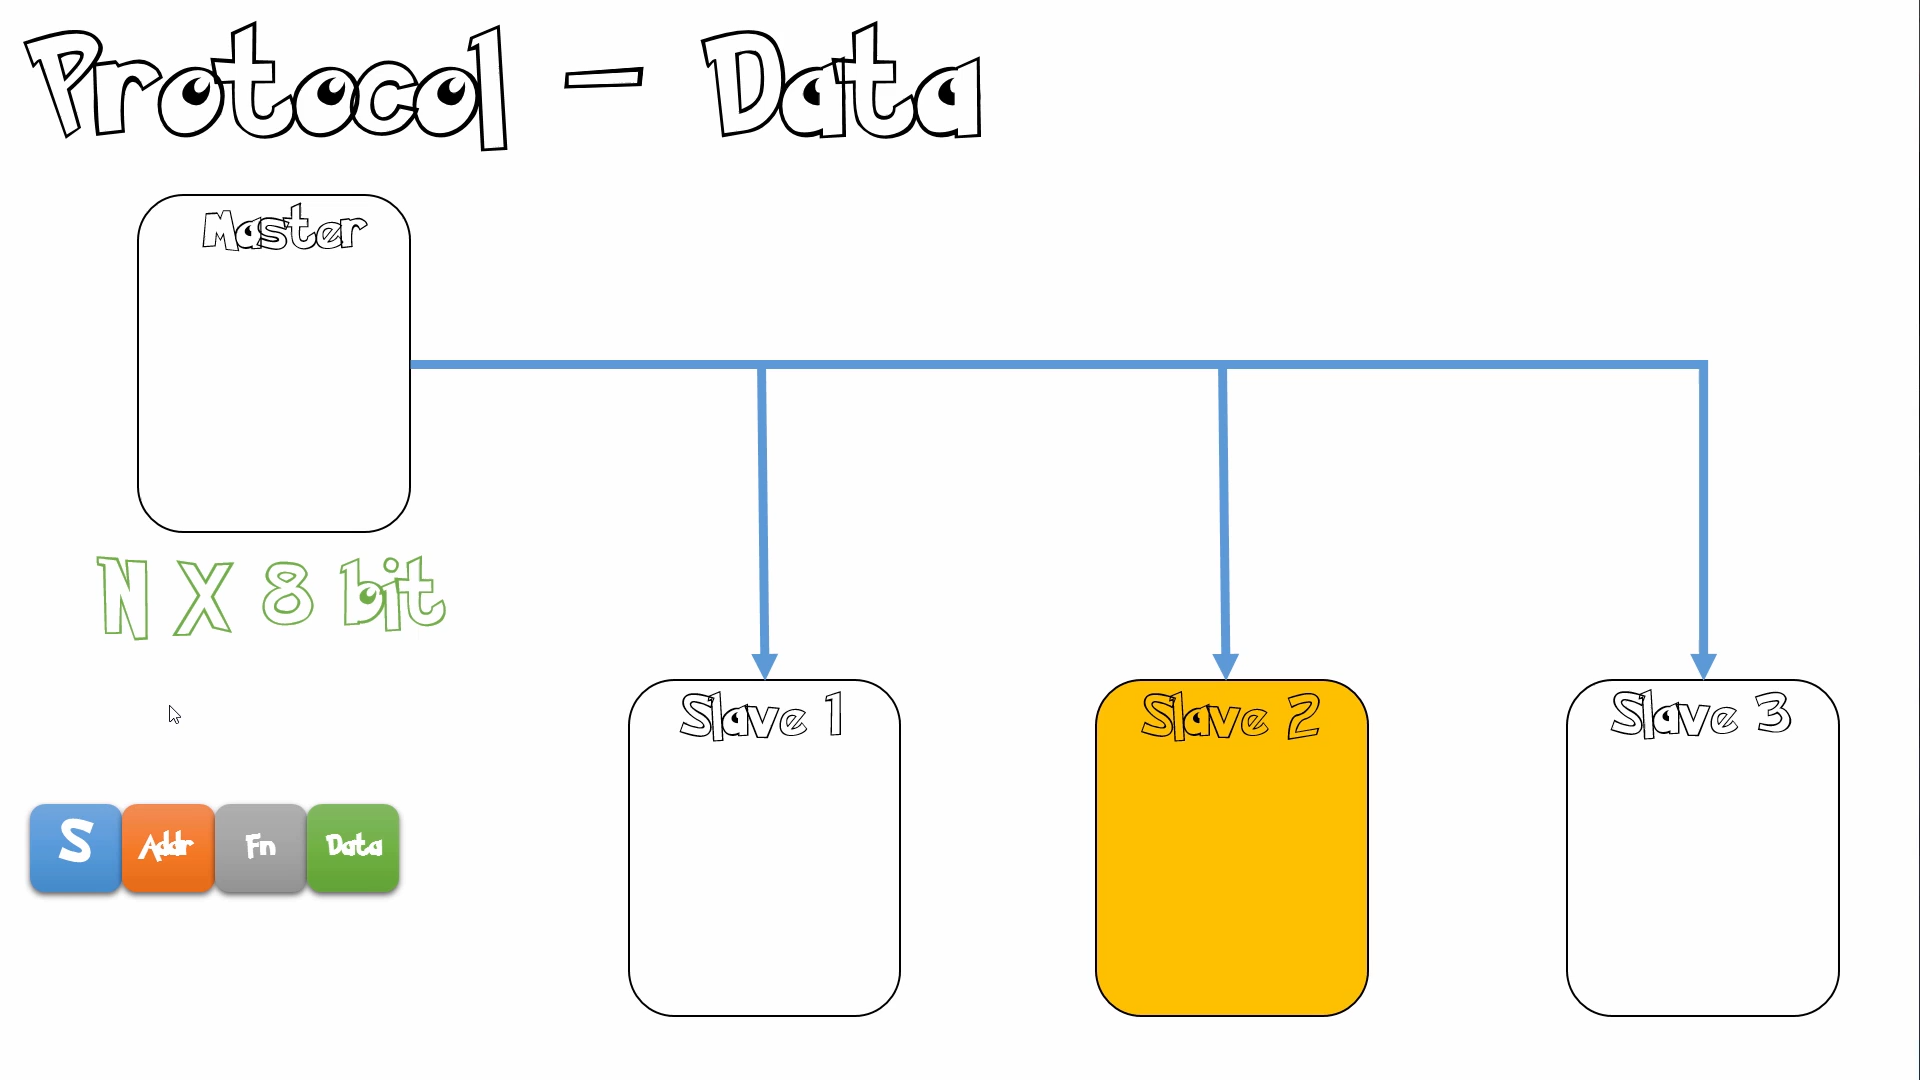 Protocol - Data
Master
N X 8 bit
Slave 1
Slave 2
Slave 3
S Addr Fn Data